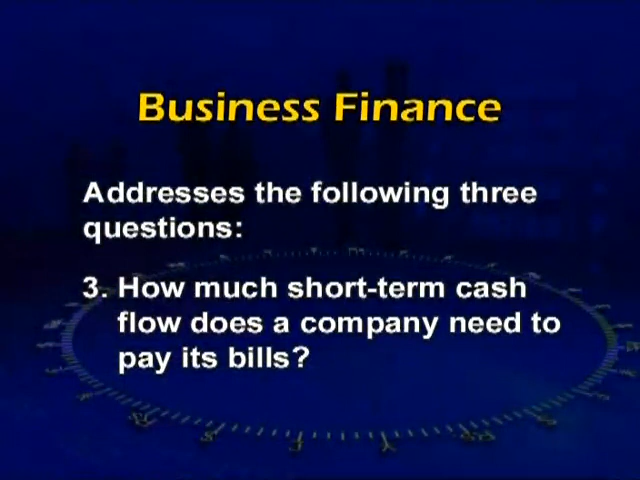 Business Finance
Addresses the following three
questions:
3. How much short-term cash
flow does a company need to
pay its bills?